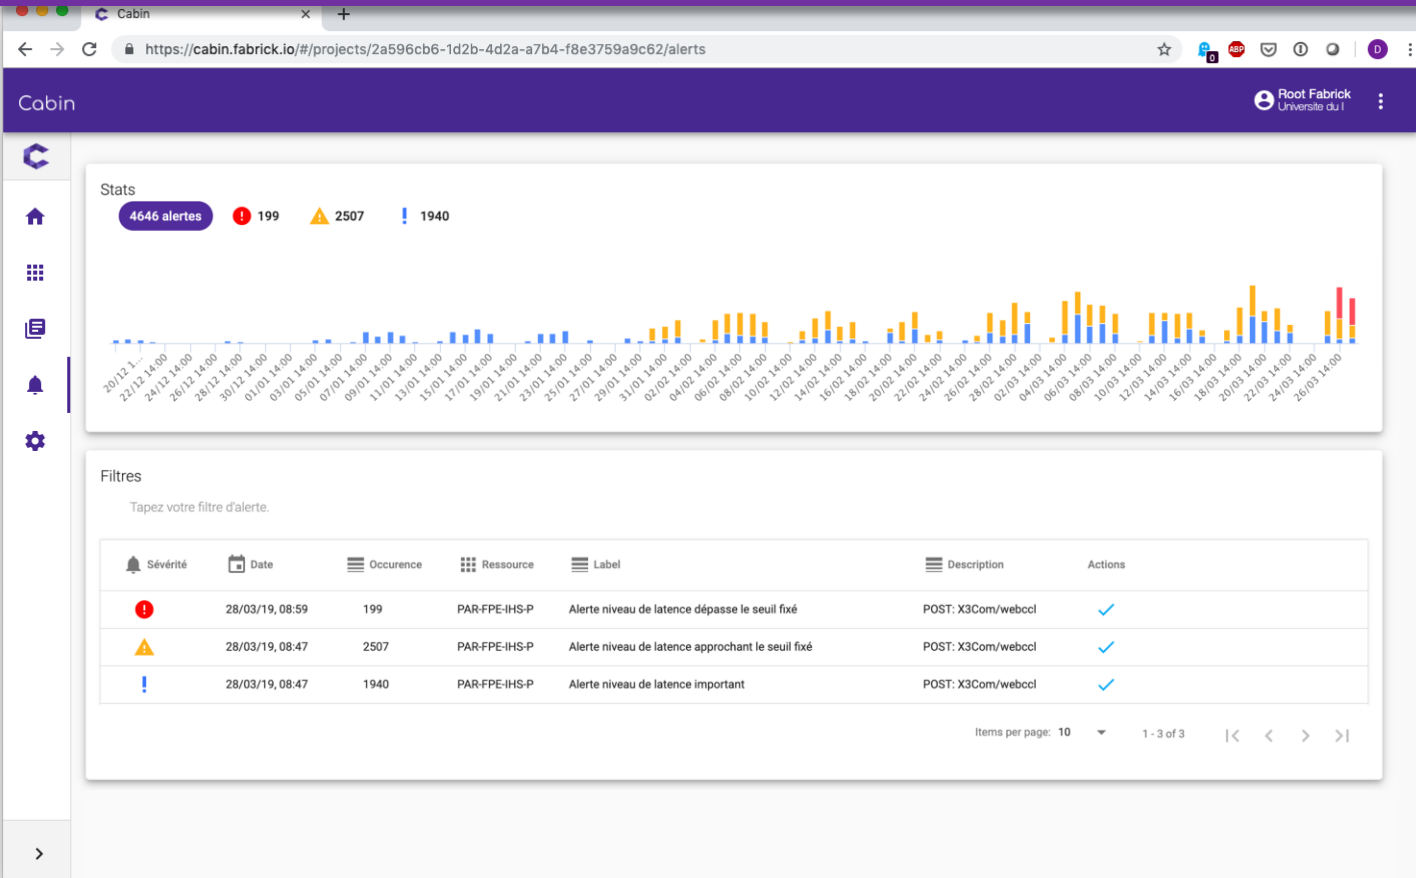 Cabin
https://cabin.fabrick.io/#/projects/2a596cb6-1d2b-4d2a-a7b4-f8e3759a9c62/alerts
ABP
0
D
Cabin
Root Fabrick
Universite du l
Stats
4646 alertes 199 2507 1940
20/12 1... 22/12 14:00 24/12 14:00 26/12 14:00 28/12 14:00 30/12 14:00 01/01 14:00 03/01 14:00 05/01 14:00 07/01 14:00 09/01 14:00 11/01 14:00 13/01 14:00 15/01 14:00 17/01 14:00 19/01 14:00 21/01 14:00 23/01 14:00 25/01 14:00 27/01 14:00 29/01 14:00 31/01 14:00 02/02 14:00 04/02 14:00 06/02 14:00 08/02 14:00 10/02 14:00 12/02 14:00 14/02 14:00 16/02 14:00 18/02 14:00 20/02 14:00 22/02 14:00 24/02 14:00 26/02 14:00 28/02 14:00 02/03 14:00 04/03 14:00 06/03 14:00 08/03 14:00 10/03 14:00 12/03 14:00 14/03 14:00 16/03 14:00 18/03 14:00 20/03 14:00 22/03 14:00 24/03 14:00 26/03 14:00
Filtres
Tapez votre filtre d'alerte.
Sévérité Date Occurence Ressource Label Description Actions
28/03/19, 08:59 199 PAR-FPE-IHS-P Alerte niveau de latence dépasse le seuil fixé POST: X3Com/webccl
28/03/19, 08:47 2507 PAR-FPE-IHS-P Alerte niveau de latence approchant le seuil fixé POST: X3Com/webccl
28/03/19, 08:47 1940 PAR-FPE-IHS-P Alerte niveau de latence important POST: X3Com/webccl
Items per page: 10 1 - 3 of 3